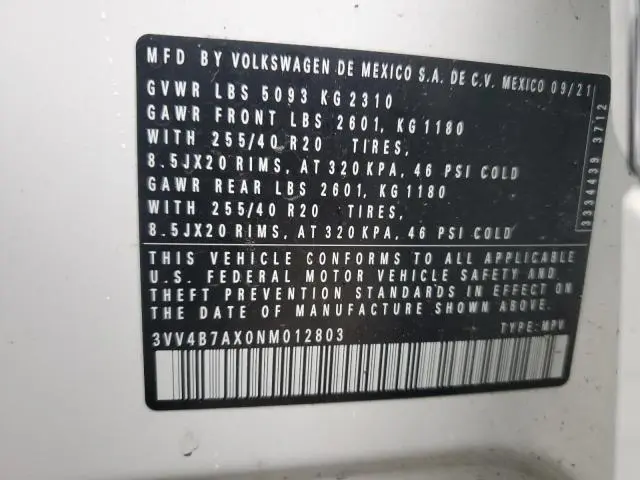 MFD BY VOLKSWAGEN DE MEXICO S.A. DE C.V. MEXICO 09/21
GVWR LBS 5093 KG 2310
GAWR FRONT LBS 2601, KG 1180
WITH 255/40 R20 TIRES,
8.5JX20 RIMS, AT 320 KPA, 46 PSI COLD
GAWR REAR LBS 2601, KG 1180
WITH 255/40 R20 TIRES,
8.5JX20 RIMS, AT 320 KPA, 46 PSI COLD
3334439 3712
THIS VEHICLE CONFORMS TO ALL APPLICABLE
U.S. FEDERAL MOTOR VEHICLE SAFETY AND
THEFT PREVENTION STANDARDS IN EFFECT ON
THE DATE OF MANUFACTURE SHOWN ABOVE.
3VV4B7AX0NM012803 TYPE: MPV